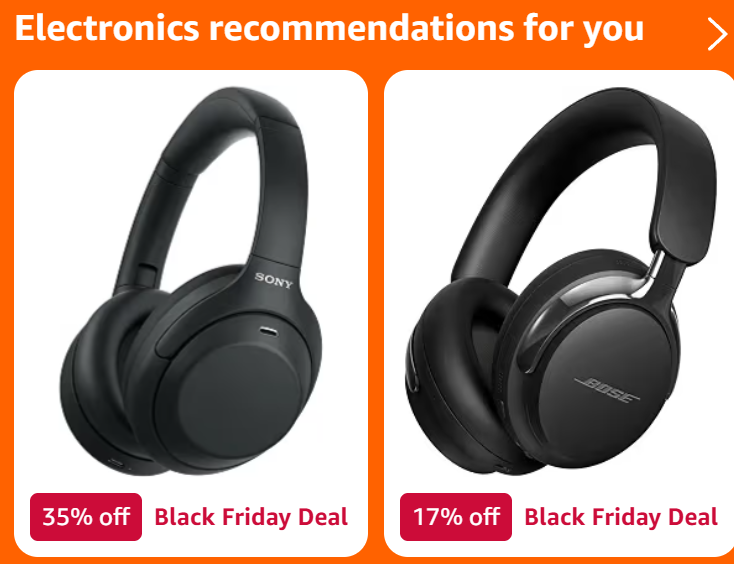 Electronics recommendations for you
SONY
BOSE
35% off Black Friday Deal
17% off Black Friday Deal